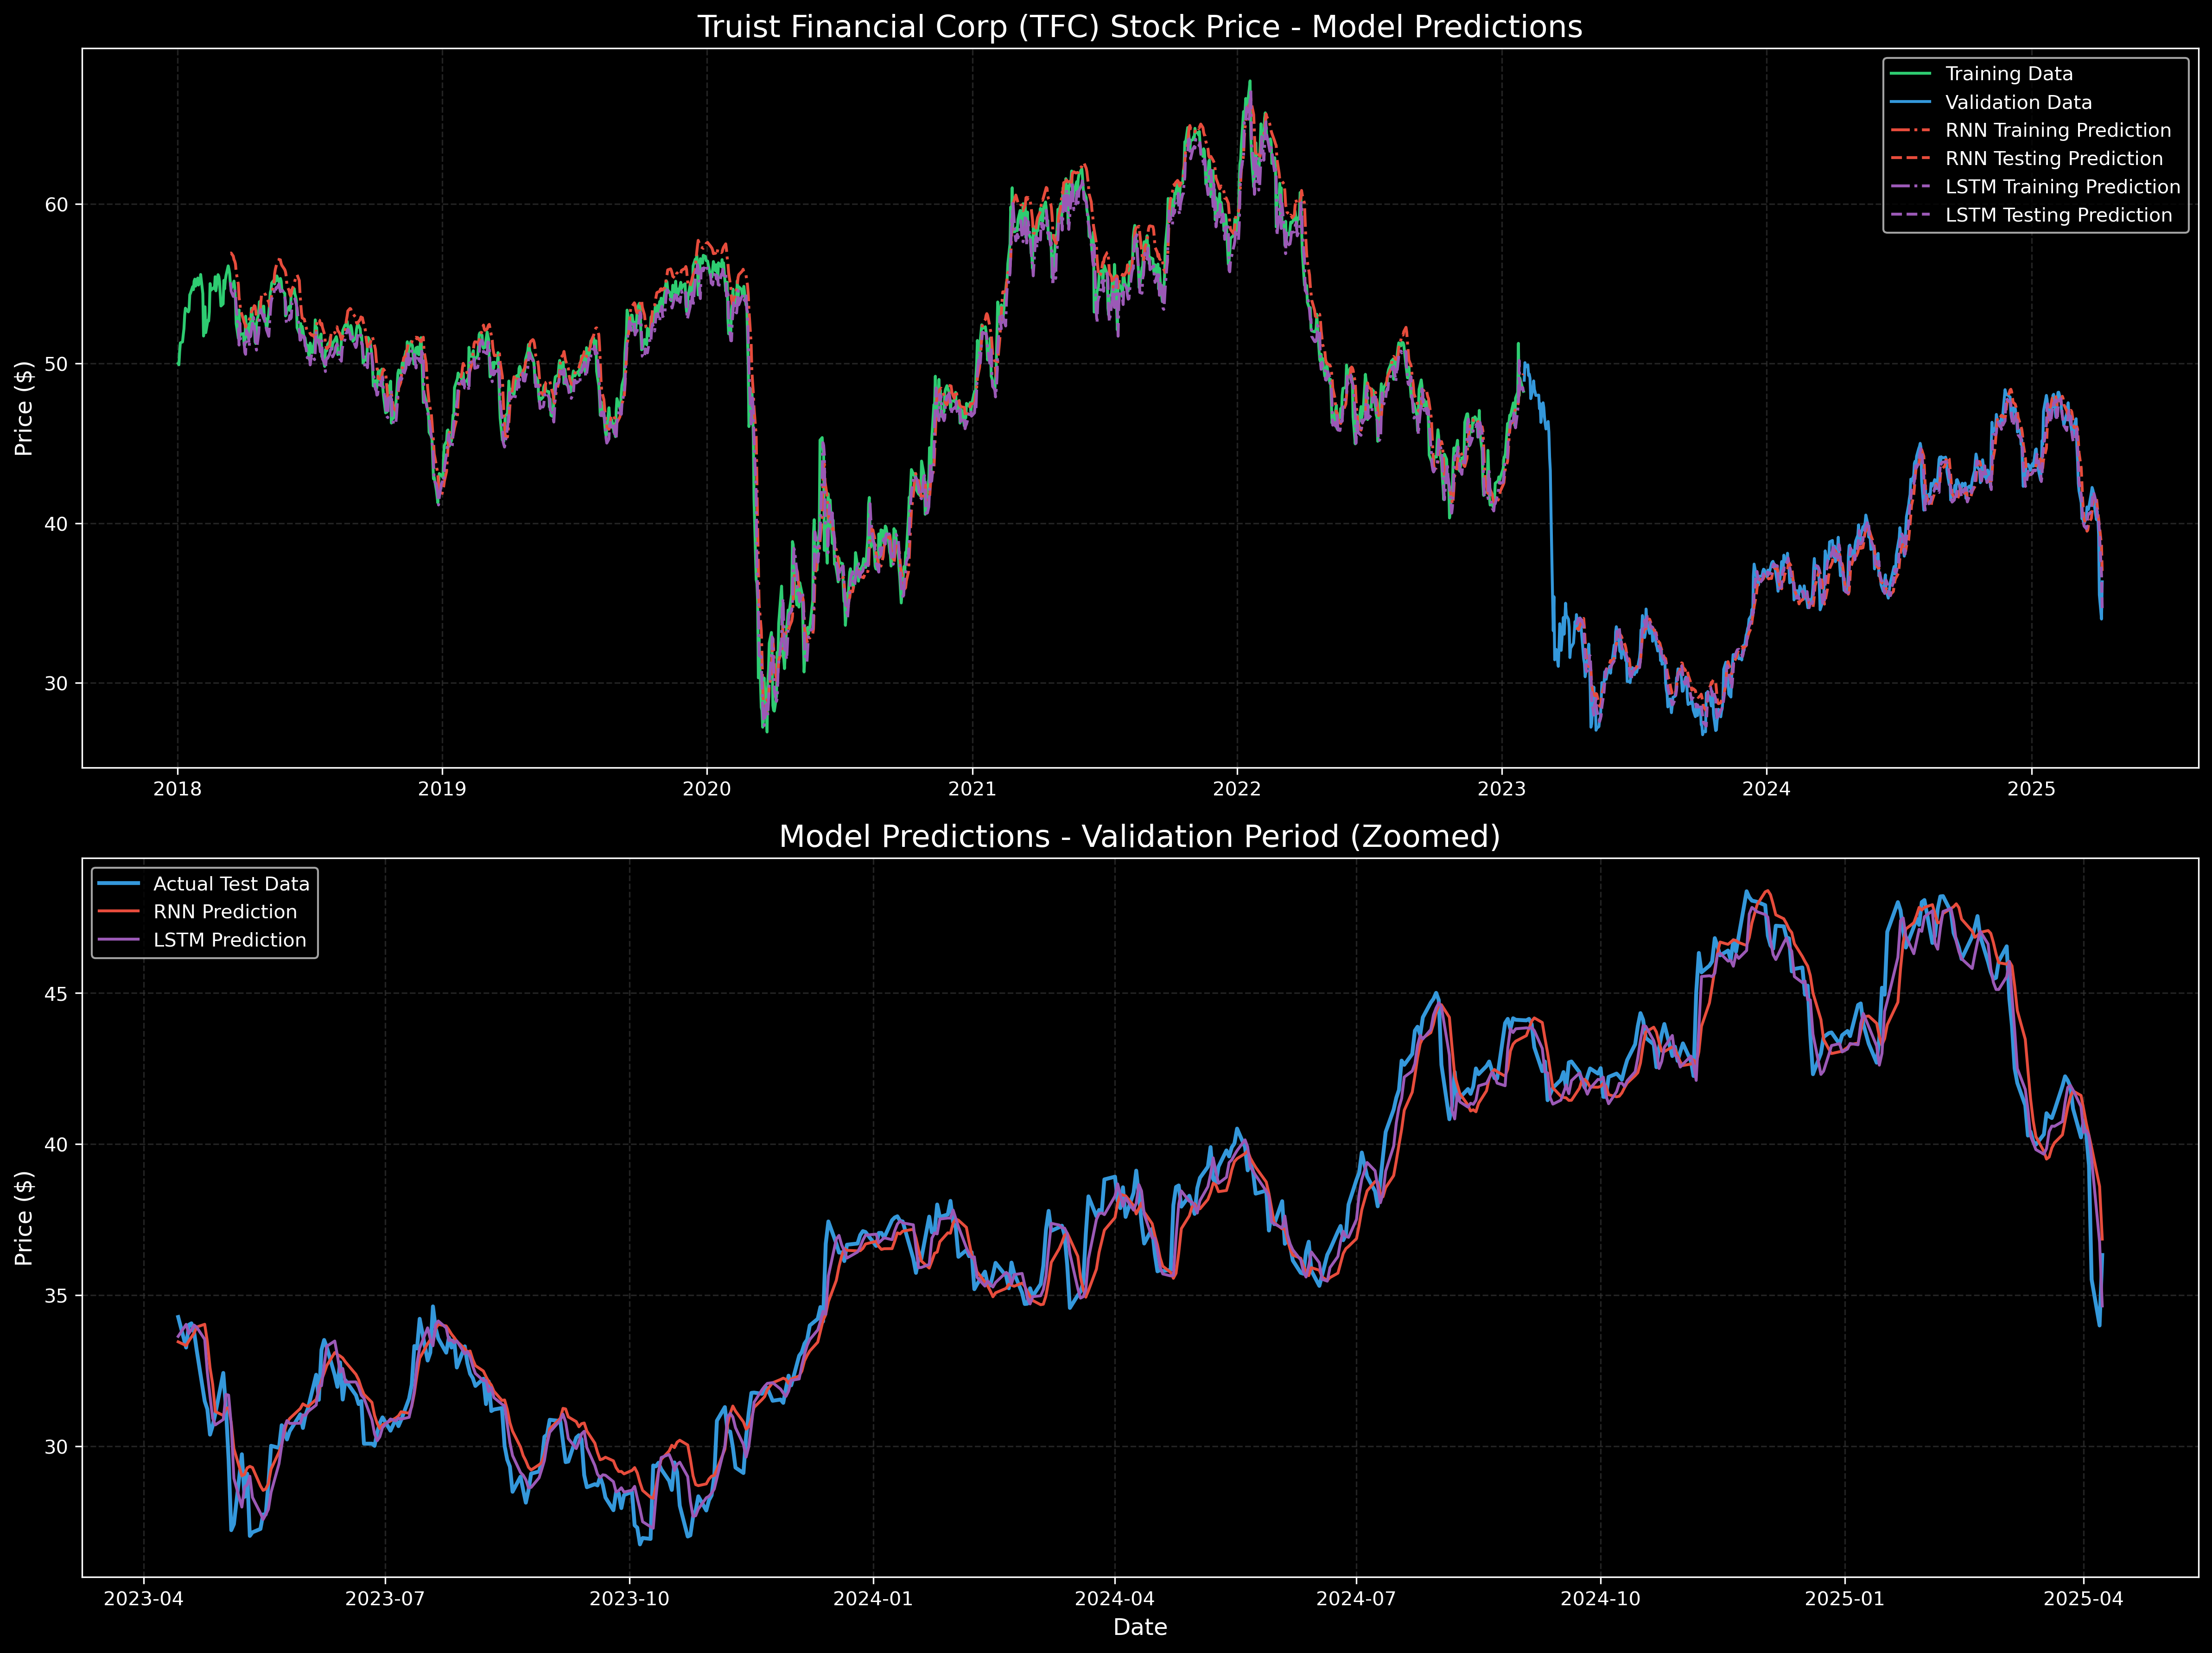 Truist Financial Corp (TFC) Stock Price - Model Predictions
Training Data
Validation Data
RNN Training Prediction
RNN Testing Prediction
LSTM Training Prediction
LSTM Testing Prediction
Price ($)
60
50
40
30
2018 2019 2020 2021 2022 2023 2024 2025
Model Predictions - Validation Period (Zoomed)
Actual Test Data
RNN Prediction
LSTM Prediction
Price ($)
45
40
35
30
2023-04 2023-07 2023-10 2024-01 2024-04 2024-07 2024-10 2025-01 2025-04
Date